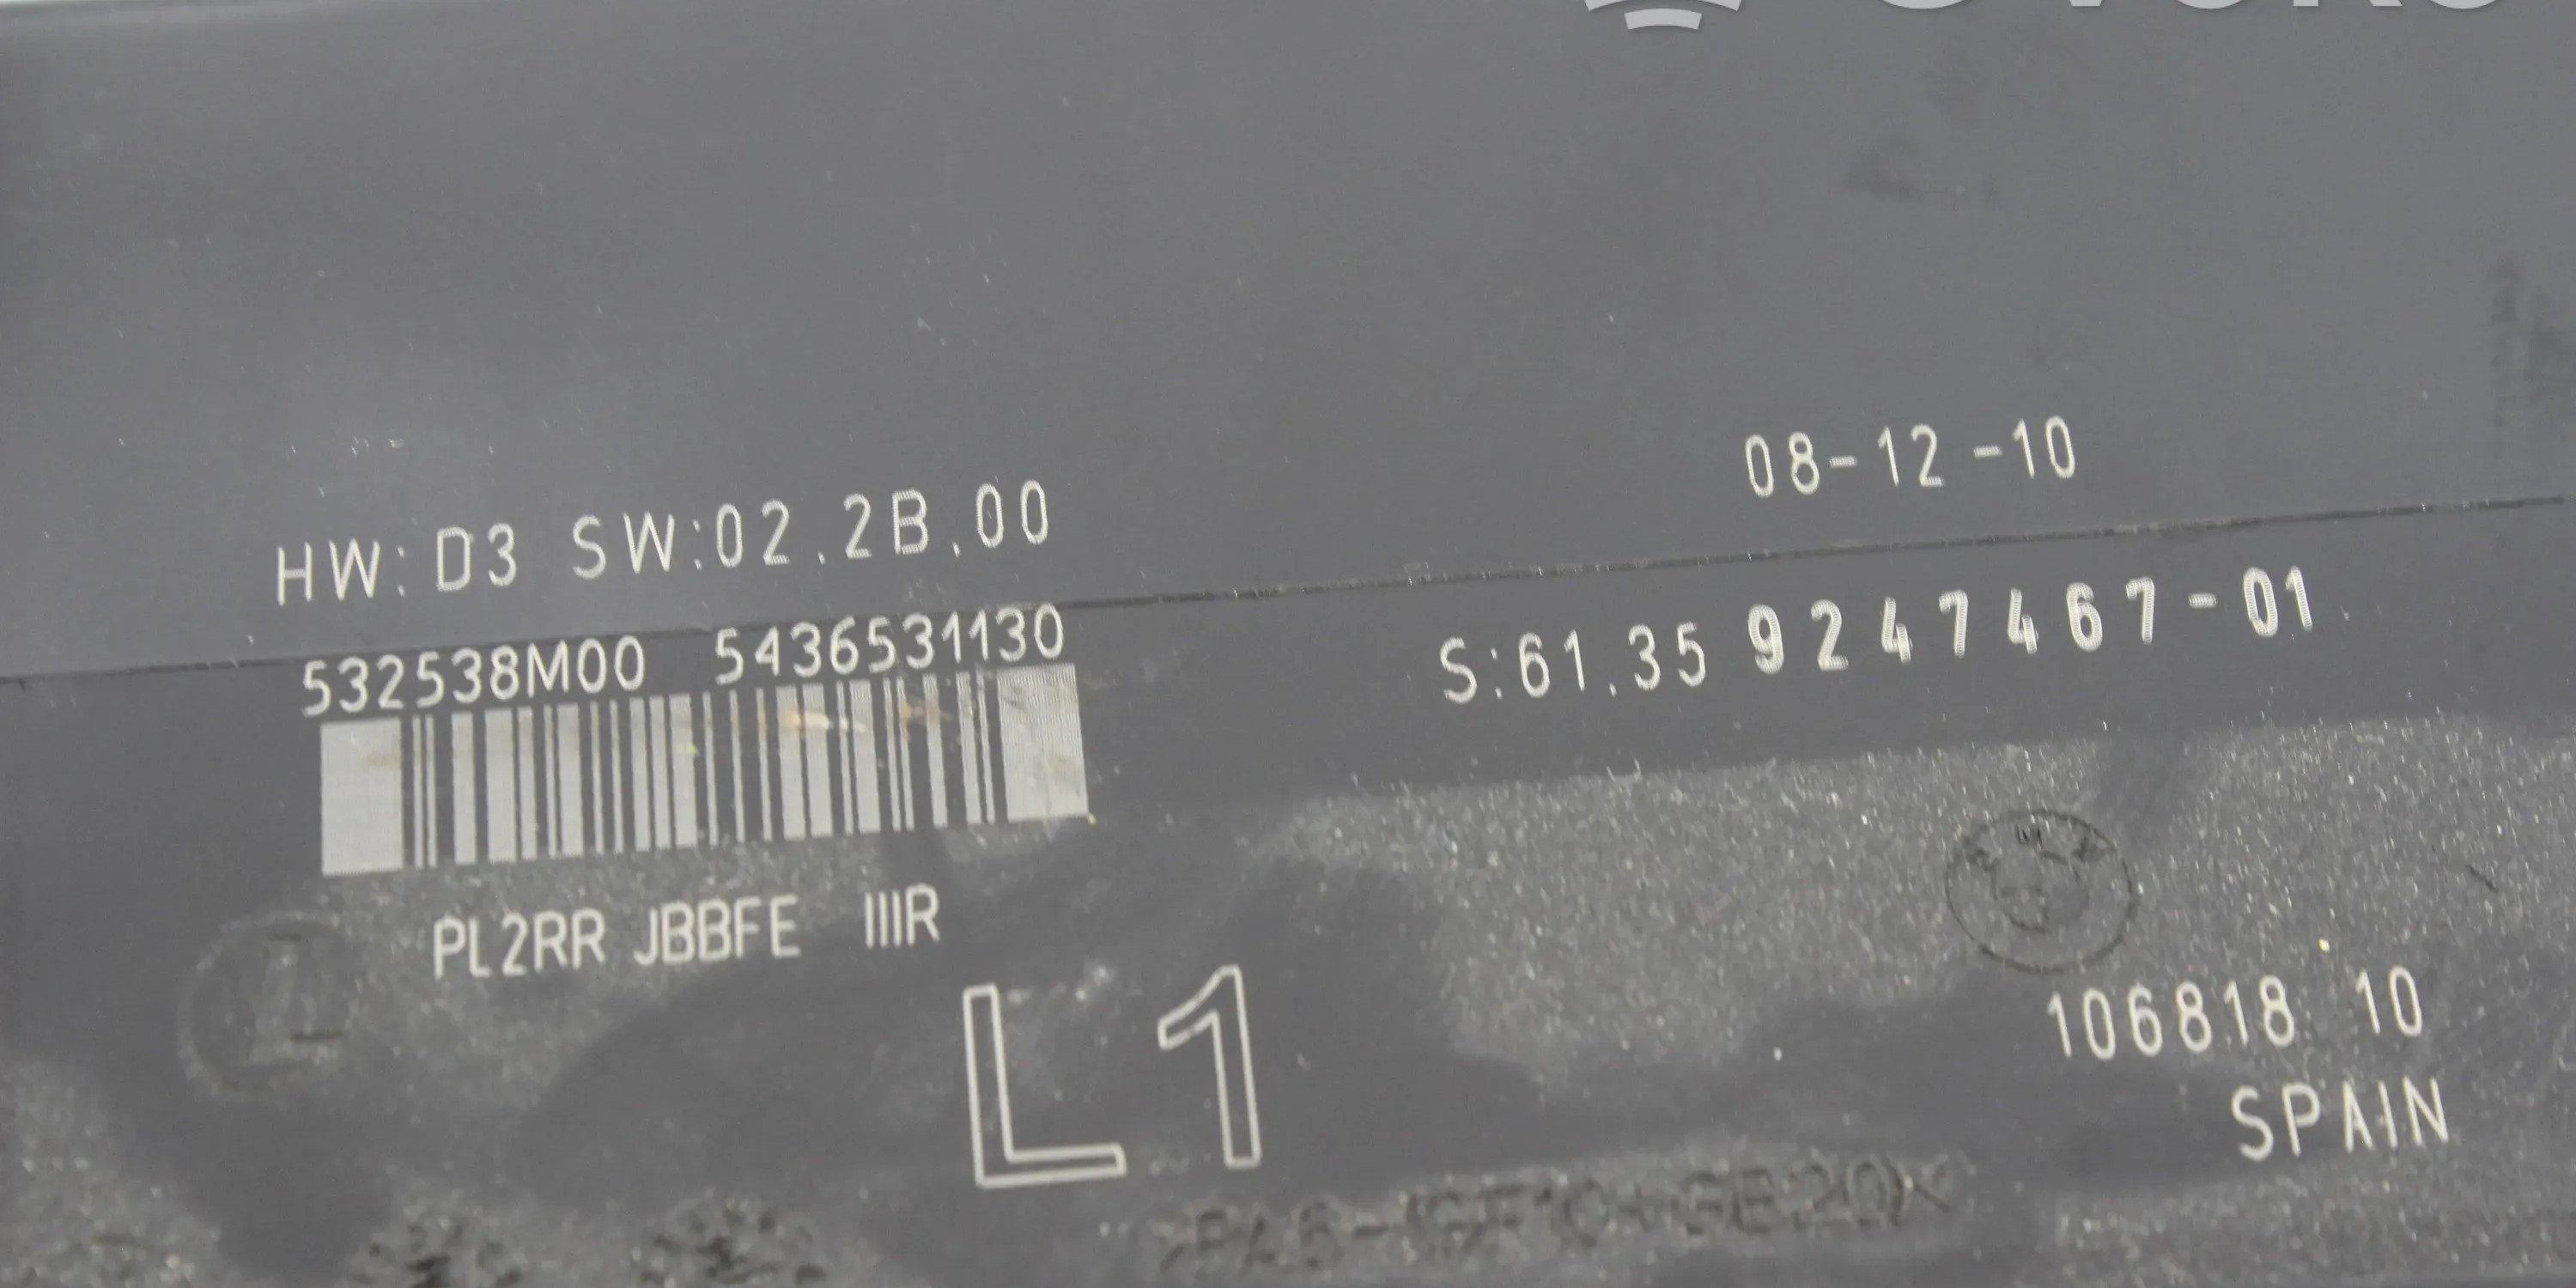 08-12-10
HW: D3 SW:02.2B.00
S:61.35 9247467-01
532538M00 5436531130
PL2RR JBBFE IIIR
L1
106818 10
SPAIN